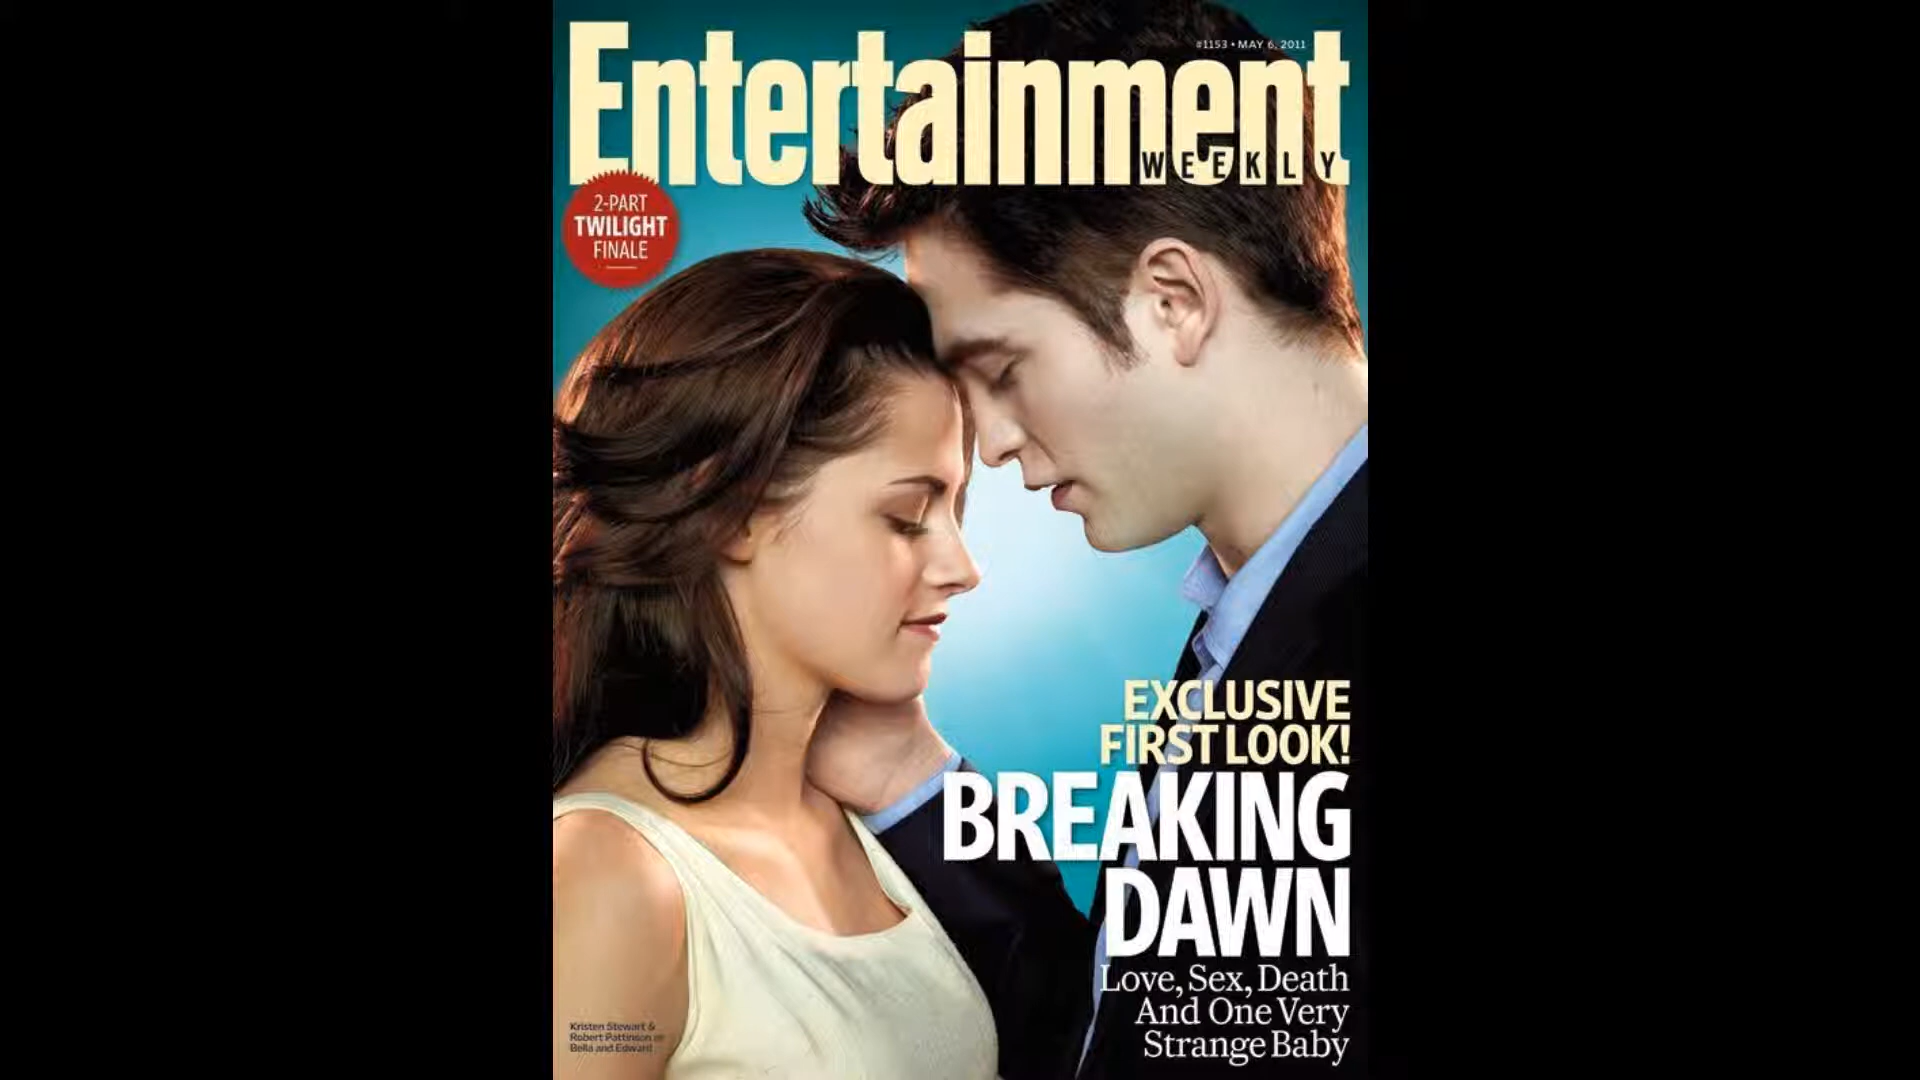 #1153 • MAY 6, 2011
Entertainment
WEEKLY
2-PART
TWILIGHT
FINALE
EXCLUSIVE
FIRST LOOK!
BREAKING
DAWN
Love, Sex, Death
And One Very
Strange Baby
Kristen Stewart &
Robert Pattinson as
Bella and Edward